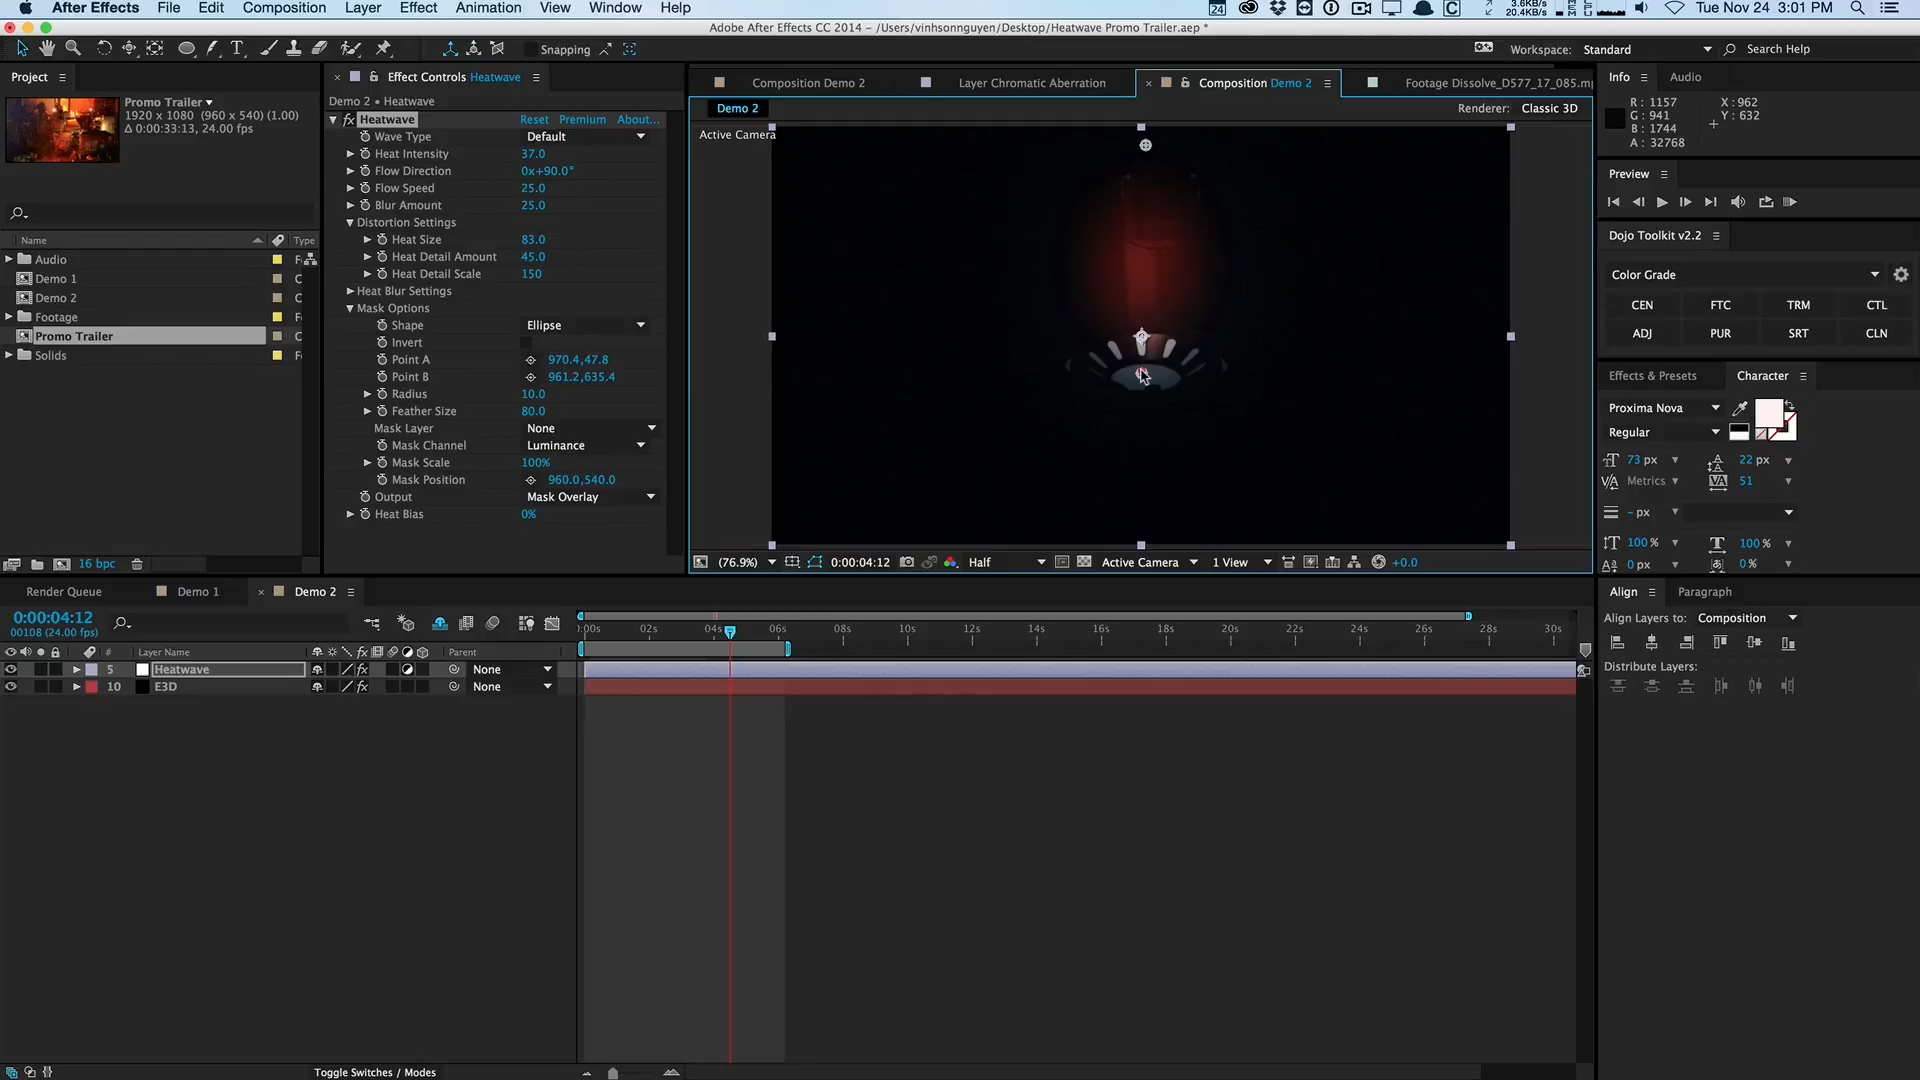 After Effects File Edit Composition Layer Effect Animation View Window Help
24
3.6KB/s
20.4KB/s
Tue Nov 24 3:01 PM
Adobe After Effects CC 2014 – /Users/vinhsonnguyen/Desktop/Heatwave Promo Trailer.aep *
Snapping
Workspace: Standard
Search Help
Project
Promo Trailer
1920 x 1080 (960 x 540) (1.00)
Δ 0:00:33:13, 24.00 fps
Name
Type
Audio
Demo 1
Demo 2
Footage
Promo Trailer
Solids
16 bpc
Effect Controls Heatwave
Demo 2 • Heatwave
Heatwave Reset Premium About...
Wave Type Default
Heat Intensity 37.0
Flow Direction 0x+90.0°
Flow Speed 25.0
Blur Amount 25.0
Distortion Settings
Heat Size 83.0
Heat Detail Amount 45.0
Heat Detail Scale 150
Heat Blur Settings
Mask Options
Shape Ellipse
Invert
Point A 970.4,47.8
Point B 961.2,635.4
Radius 10.0
Feather Size 80.0
Mask Layer None
Mask Channel Luminance
Mask Scale 100%
Mask Position 960.0,540.0
Output Mask Overlay
Heat Bias 0%
Composition Demo 2
Layer Chromatic Aberration
Composition Demo 2
Footage Dissolve_D577_17_085.m
Demo 2
Renderer: Classic 3D
Active Camera
(76.9%) 0:00:04:12 Half Active Camera 1 View +0.0
Info Audio
R : 1157
G : 941
B : 1744
A : 32768
X : 962
Y : 632
Preview
Dojo Toolkit v2.2
Color Grade
CEN FTC TRM CTL
ADJ PUR SRT CLN
Effects & Presets Character
Proxima Nova
Regular
73 px 22 px
Metrics 51
- px
100% 100%
0 px 0%
Align Paragraph
Align Layers to: Composition
Distribute Layers:
Render Queue Demo 1 Demo 2
0:00:04:12
00108 (24.00 fps)
:00s 02s 04s 06s 08s 10s 12s 14s 16s 18s 20s 22s 24s 26s 28s 30s
# Layer Name Parent
5 Heatwave None
10 E3D None
Toggle Switches / Modes